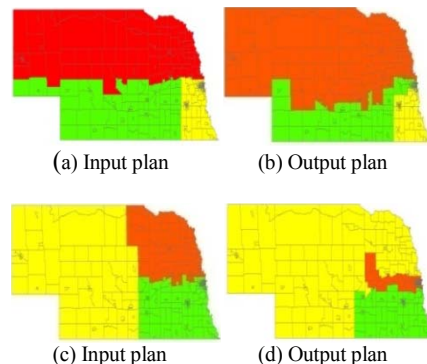 (a) Input plan
(b) Output plan
(c) Input plan
(d) Output plan